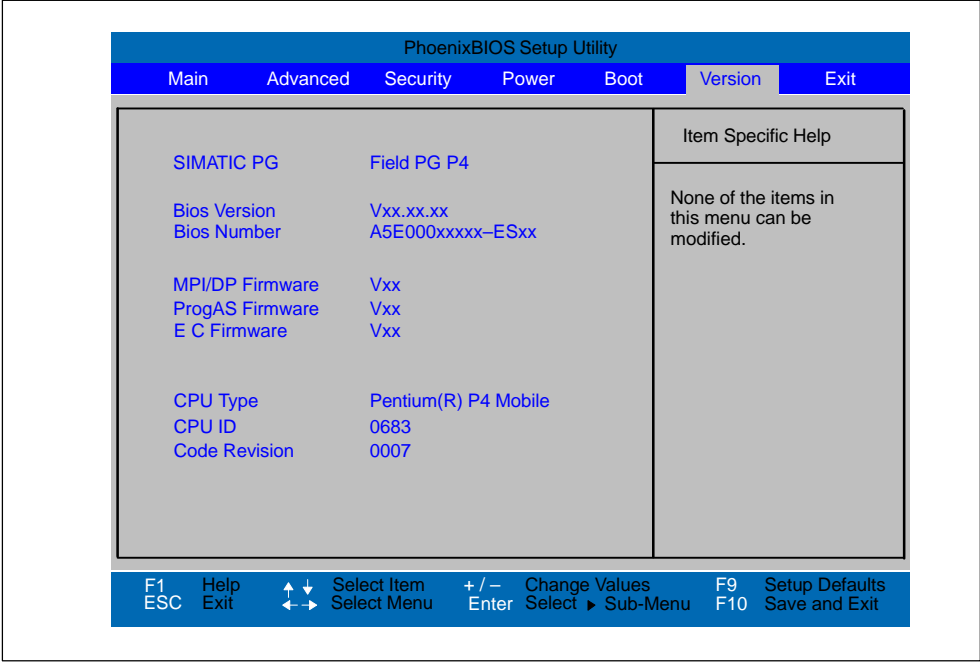 PhoenixBIOS Setup Utility
Main Advanced Security Power Boot Version Exit
Item Specific Help
SIMATIC PG Field PG P4
None of the items in
this menu can be
modified.
Bios Version Vxx.xx.xx
Bios Number A5E000xxxxx–ESxx
MPI/DP Firmware Vxx
ProgAS Firmware Vxx
E C Firmware Vxx
CPU Type Pentium(R) P4 Mobile
CPU ID 0683
Code Revision 0007
F1 Help Select Item + / – Change Values F9 Setup Defaults
ESC Exit Select Menu Enter Select Sub-Menu F10 Save and Exit